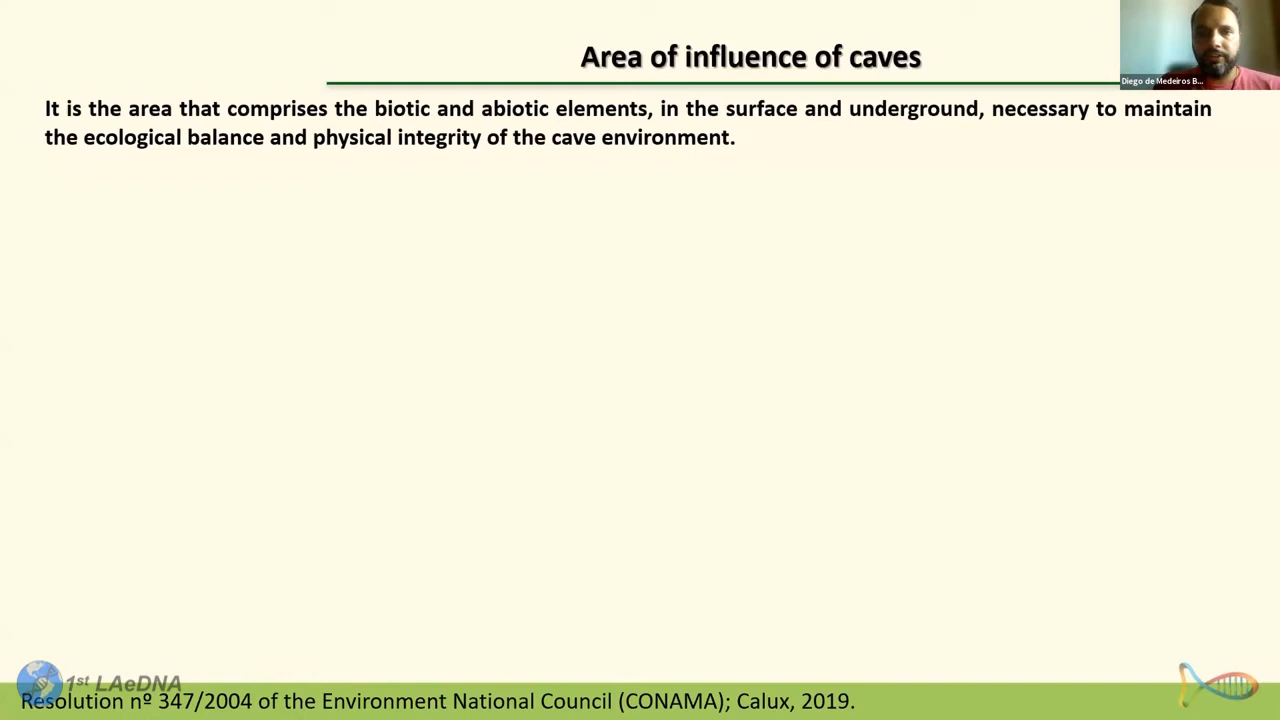 Area of influence of caves
Diego de Medeiros B...
It is the area that comprises the biotic and abiotic elements, in the surface and underground, necessary to maintain
the ecological balance and physical integrity of the cave environment.
1st LAeDNA
Resolution nº 347/2004 of the Environment National Council (CONAMA); Calux, 2019.